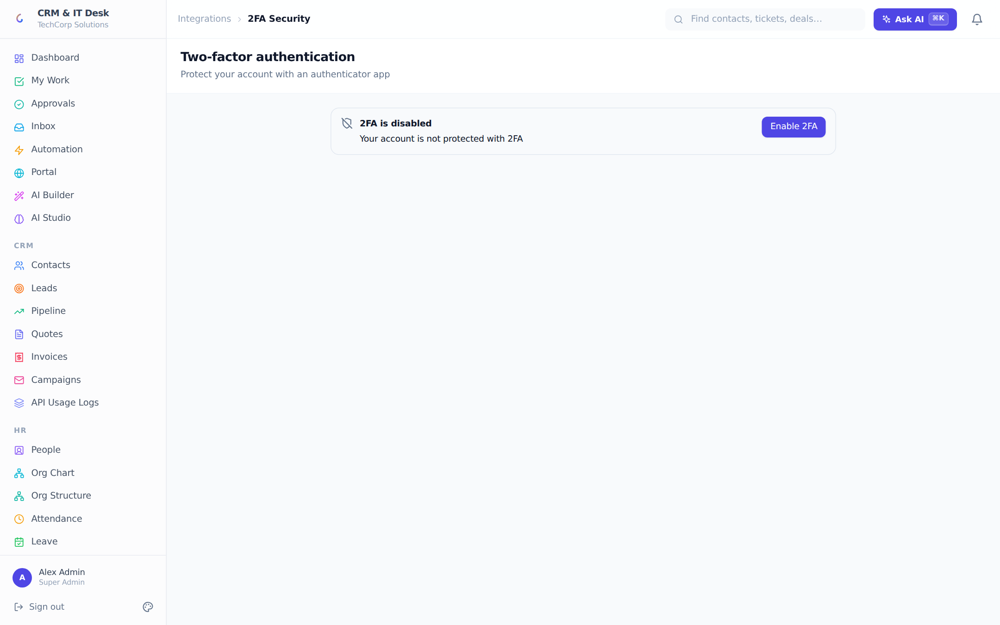 CRM & IT Desk
TechCorp Solutions
Dashboard
My Work
Approvals
Inbox
Automation
Portal
AI Builder
AI Studio
CRM
Contacts
Leads
Pipeline
Quotes
Invoices
Campaigns
API Usage Logs
HR
People
Org Chart
Org Structure
Attendance
Leave
A
Alex Admin
Super Admin
Sign out
Integrations
2FA Security
Find contacts, tickets, deals...
Ask AI ⌘K
Two-factor authentication
Protect your account with an authenticator app
2FA is disabled
Your account is not protected with 2FA
Enable 2FA